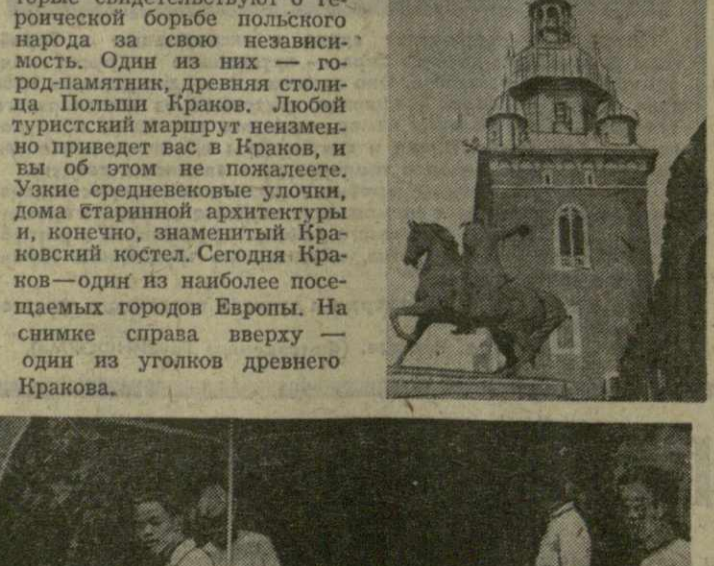 торые свидетельствуют о ге-
роической борьбе польского
народа за свою независи-
мость. Один из них — го-
род-памятник, древняя столи-
ца Польши Краков. Любой
туристский маршрут неизмен-
но приведет вас в Краков, и
вы об этом не пожалеете.
Узкие средневековые улочки,
дома старинной архитектуры
и, конечно, знаменитый Кра-
ковский костел. Сегодня Кра-
ков—один из наиболее посе-
щаемых городов Европы. На
снимке справа вверху —
один из уголков древнего
Кракова.